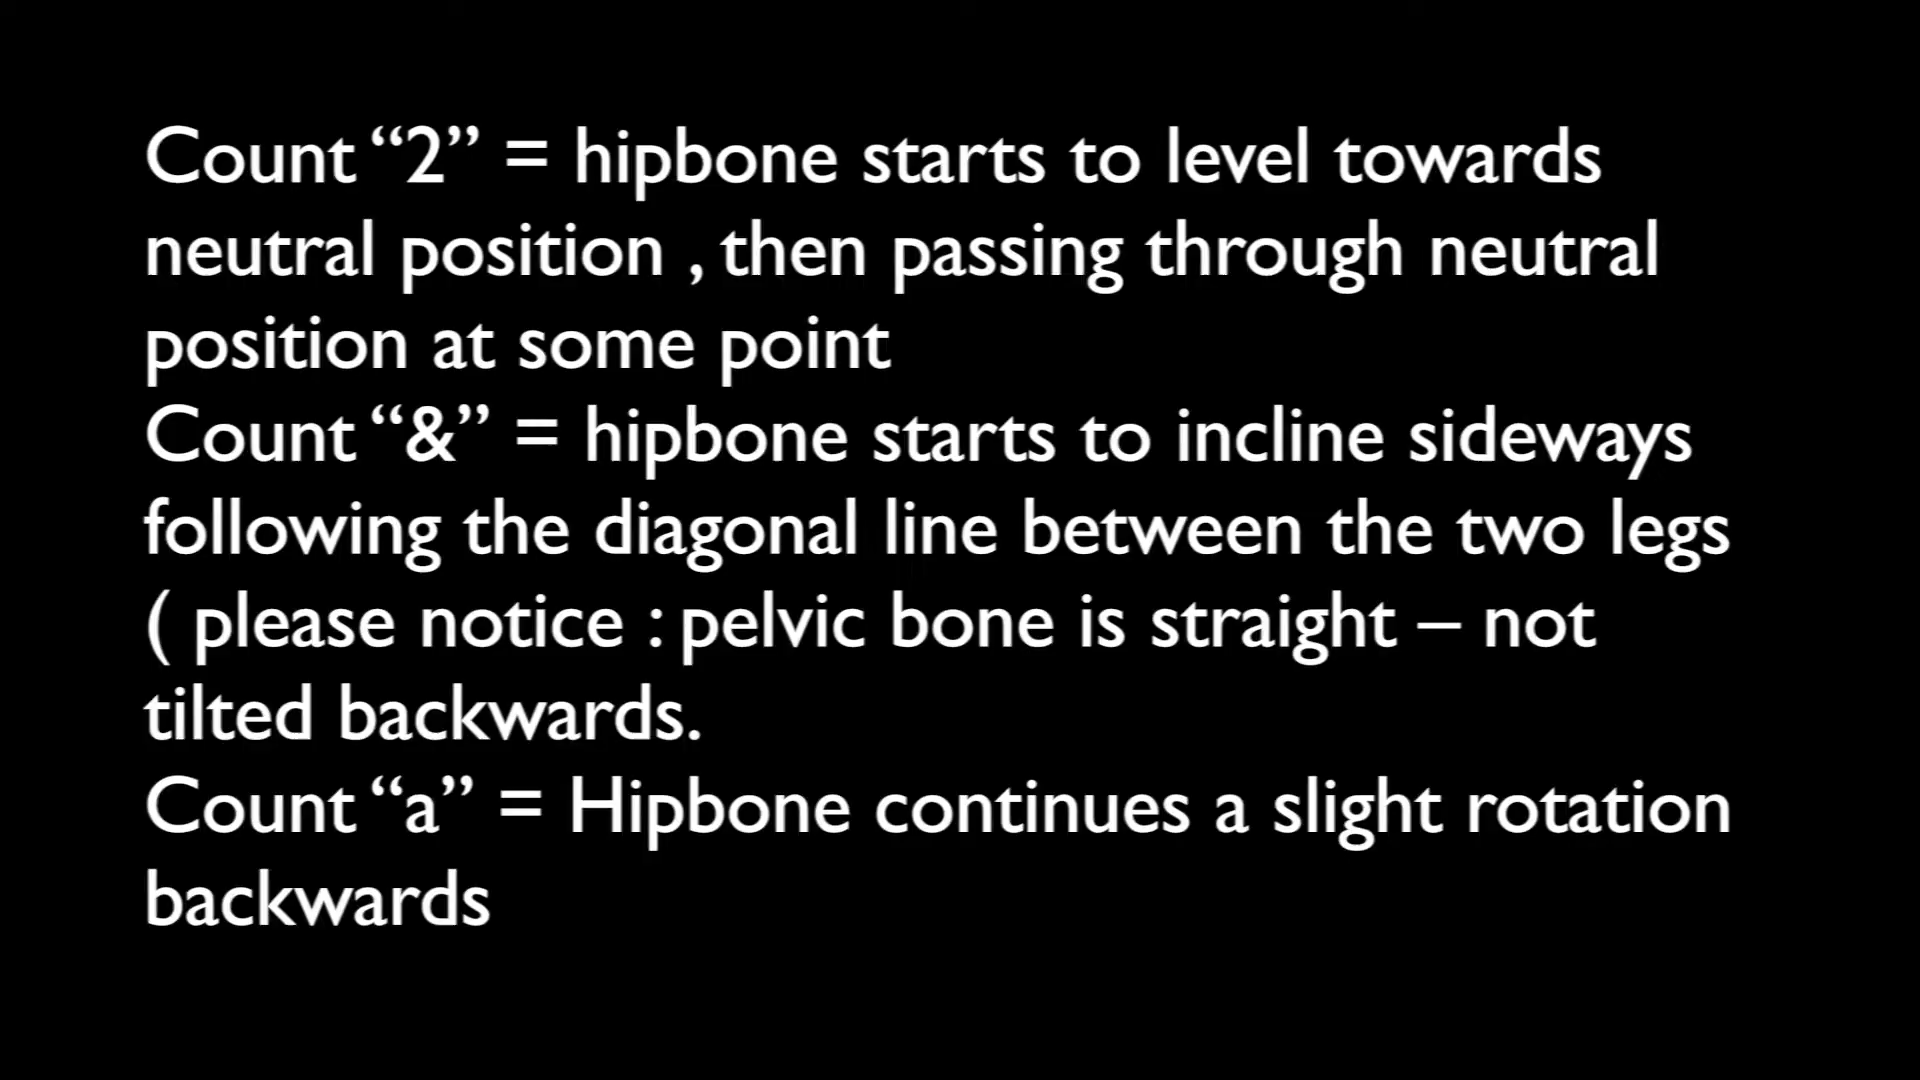 Count “2” = hipbone starts to level towards
neutral position , then passing through neutral
position at some point
Count “&” = hipbone starts to incline sideways
following the diagonal line between the two legs
( please notice : pelvic bone is straight – not
tilted backwards.
Count “a” = Hipbone continues a slight rotation
backwards